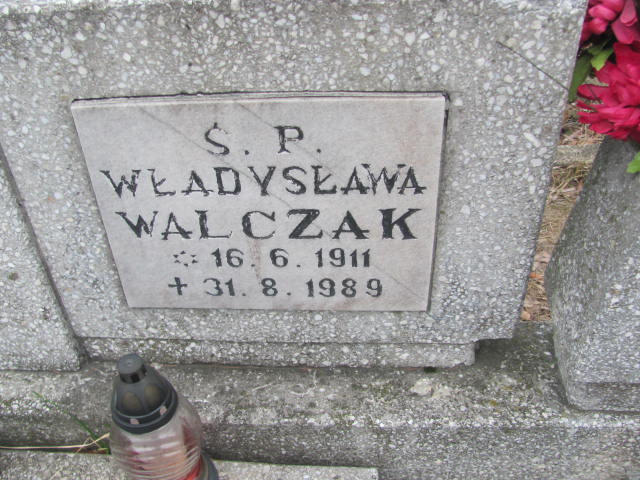 Ś. P.
WŁADYSŁAWA
WALCZAK
* 16. 6. 1911
+ 31. 8. 1989